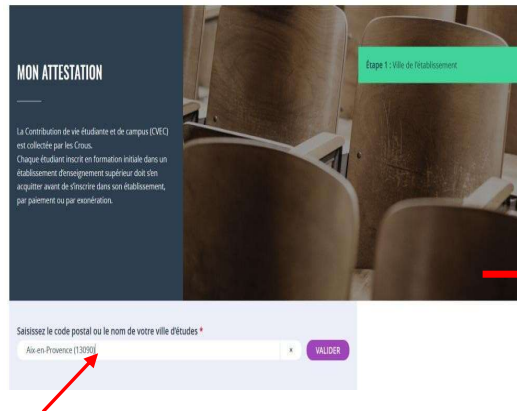 MON ATTESTATION
La Contribution de vie étudiante et de campus (CVEC)
est collectée par les Crous.
Chaque étudiant inscrit en formation initiale dans un
établissement d'enseignement supérieur doit s'en
acquitter avant de s'inscrire dans son établissement,
par paiement ou par exonération.
Étape 1 : Ville de l'établissement
Saisissez le code postal ou le nom de votre ville d'études *
Aix-en-Provence (13090)
×
VALIDER